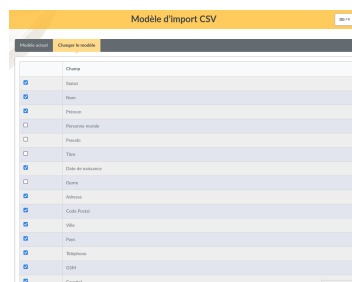 Modèle d'import CSV
Modèle actuel
Changer le modèle
Champ
Statut
Nom
Prénom
Personne morale
Pseudo
Titre
Date de naissance
Genre
Adresse
Code Postal
Ville
Pays
Téléphone
GSM